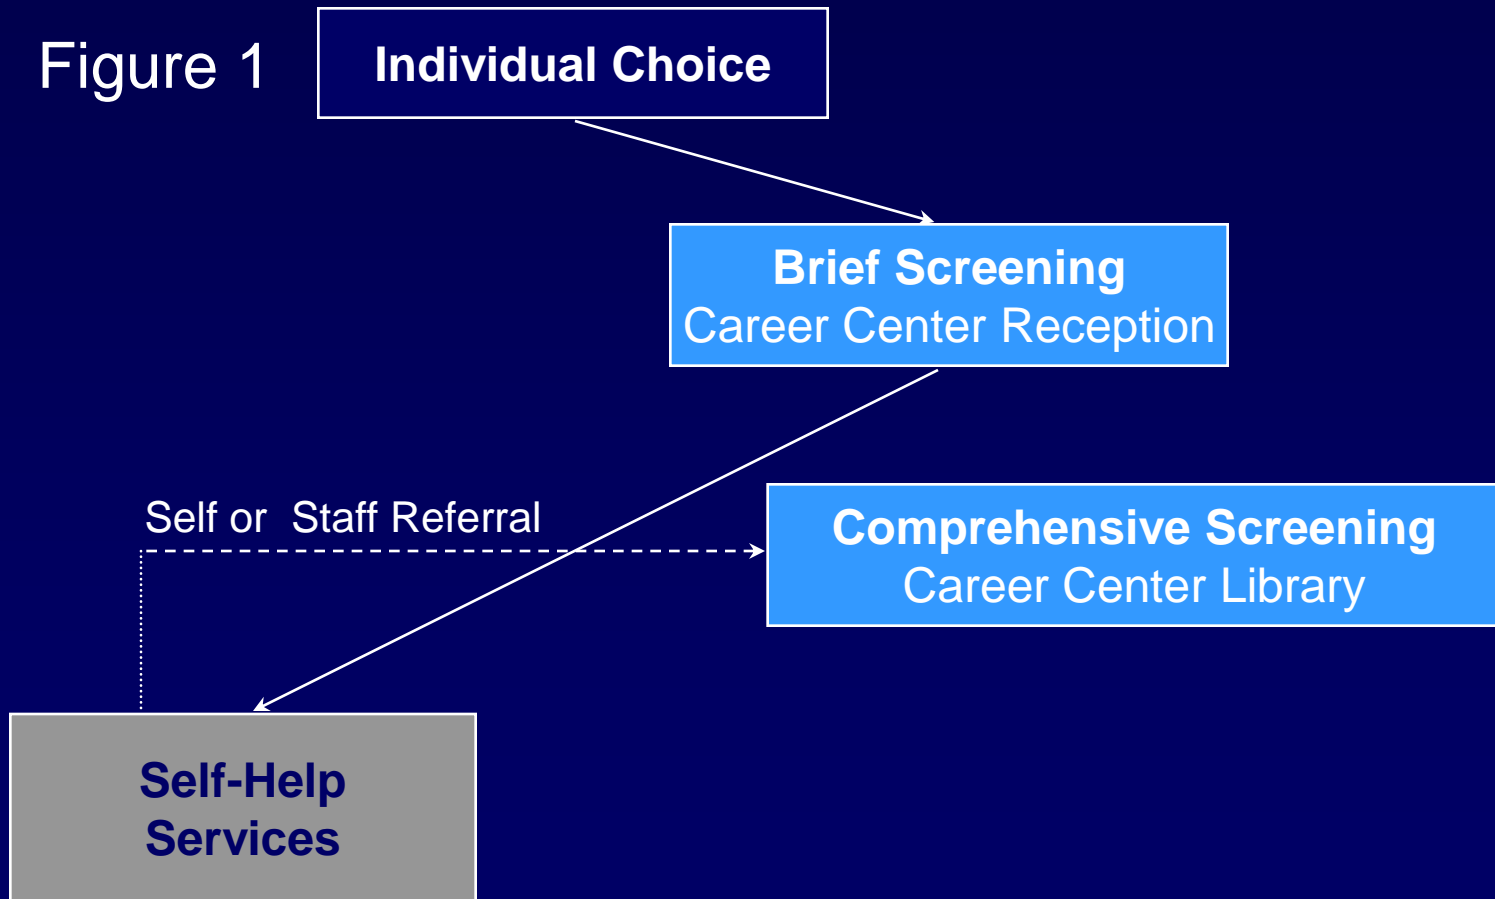 Figure 1
Individual Choice
Brief Screening
Career Center Reception
Self or  Staff Referral
Comprehensive Screening
Career Center Library
Self-Help
Services